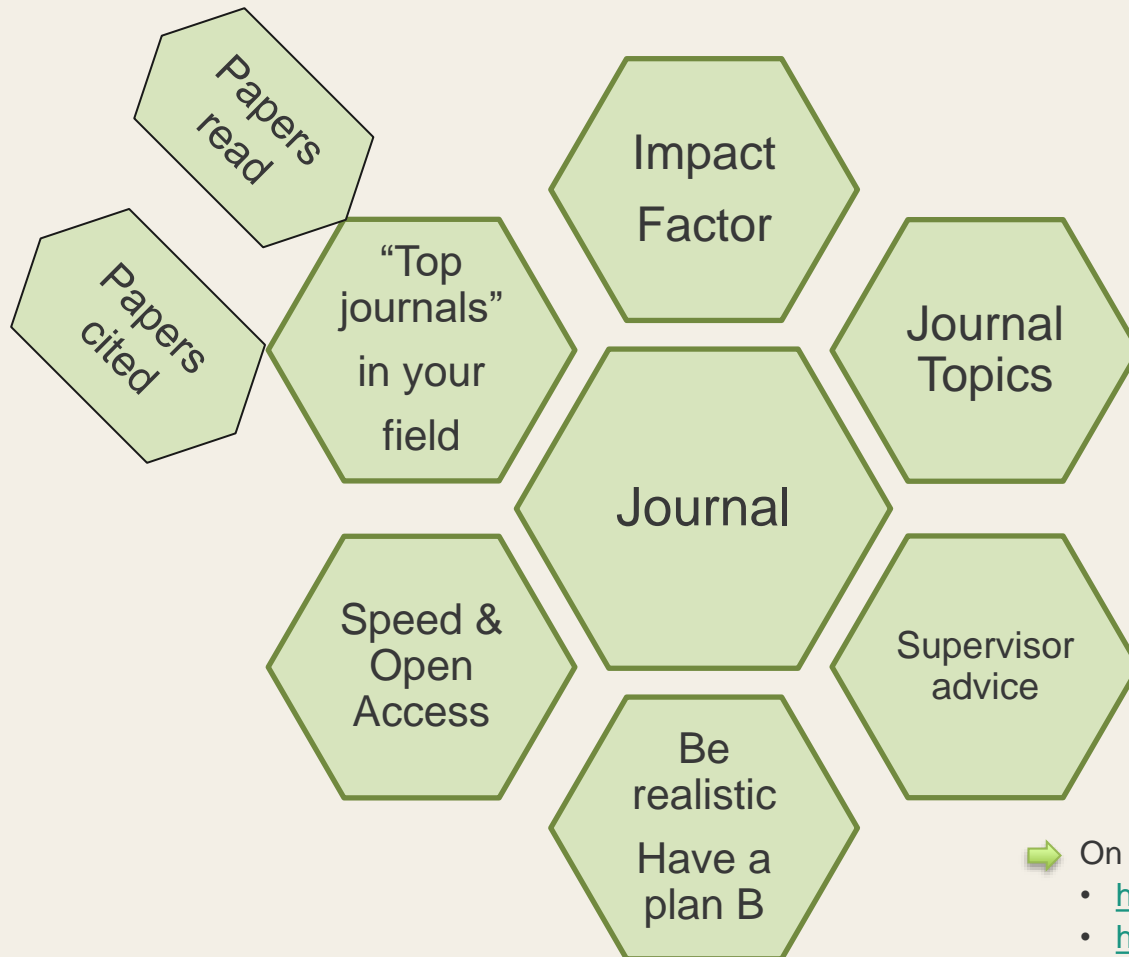 Papers
read
Papers
cited
Impact
Factor
“Top
journals”
in your
field
Journal
Topics
Journal
Speed &
Open
Access
Supervisor
advice
Be
realistic
Have a
plan B
On
• h
• h